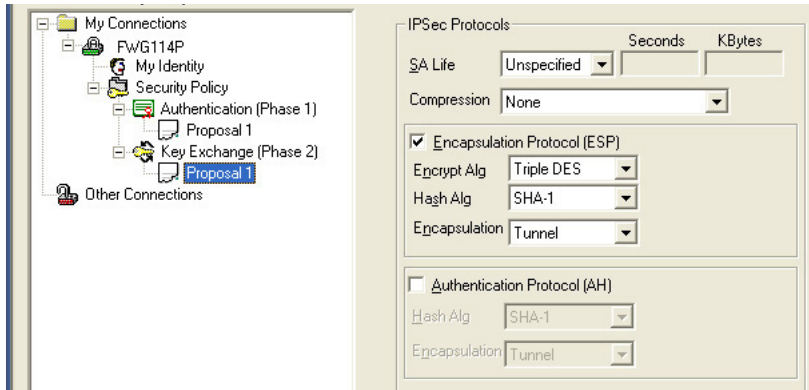 My Connections
FWG114P
My Identity
Security Policy
Authentication (Phase 1)
Proposal 1
Key Exchange (Phase 2)
Proposal 1
Other Connections
IPSec Protocols
Seconds KBytes
SA Life Unspecified
Compression None
Encapsulation Protocol (ESP)
Encrypt Alg Triple DES
Hash Alg SHA-1
Encapsulation Tunnel
Authentication Protocol (AH)
Hash Alg SHA-1
Encapsulation Tunnel